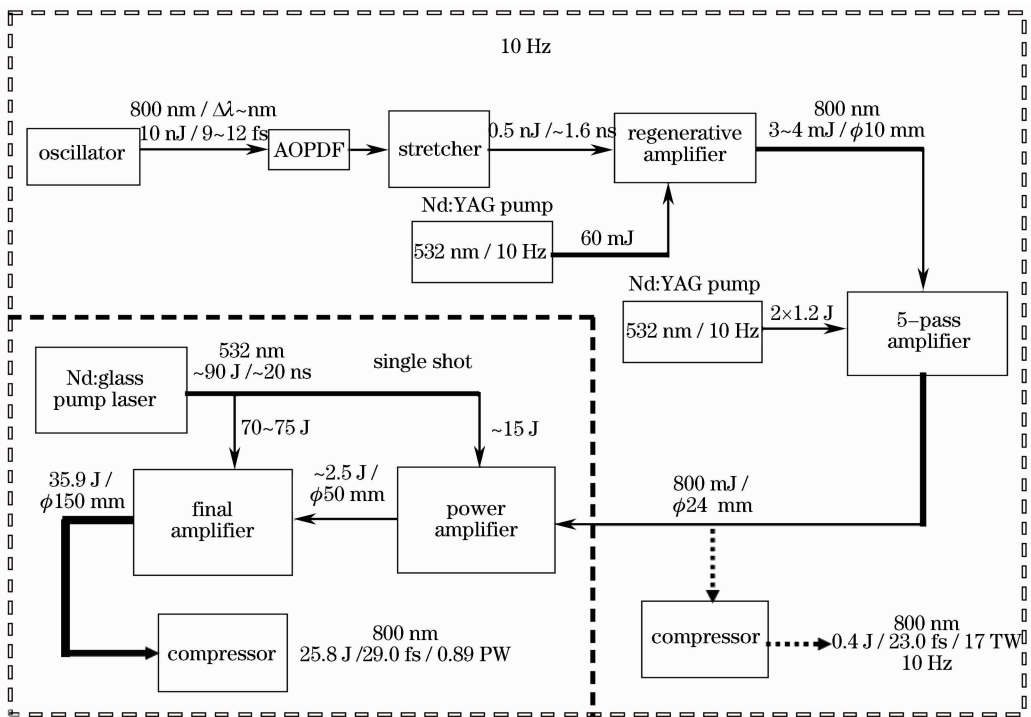 10 Hz
800 nm / Δλ~nm
10 nJ / 9~12 fs
oscillator
AOPDF
stretcher
0.5 nJ /~1.6 ns
regenerative
amplifier
800 nm
3~4 mJ / ϕ10 mm
Nd:YAG pump
532 nm / 10 Hz
60 mJ
Nd:YAG pump
532 nm / 10 Hz
2×1.2 J
5-pass
amplifier
Nd:glass
pump laser
532 nm
~90 J /~20 ns
single shot
70~75 J
~15 J
35.9 J /
ϕ150 mm
final
amplifier
~2.5 J /
ϕ50 mm
power
amplifier
800 mJ /
ϕ24 mm
compressor
800 nm
25.8 J /29.0 fs / 0.89 PW
compressor
800 nm
0.4 J / 23.0 fs / 17 TW
10 Hz